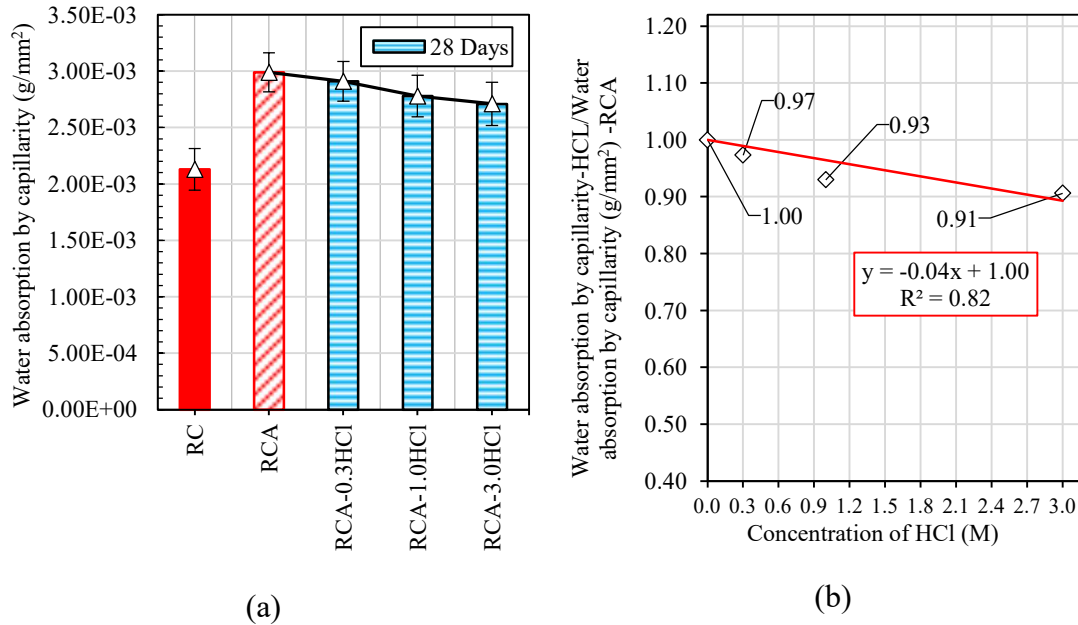 Water absorption by capillarity (g/mm²)
3.50E-03
3.00E-03
2.50E-03
2.00E-03
1.50E-03
1.00E-03
5.00E-04
0.00E+00
28 Days
RC
RCA
RCA-0.3HCl
RCA-1.0HCl
RCA-3.0HCl
(a)
Water absorption by capillarity-HCL/Water
absorption by capillarity (g/mm²) -RCA
1.20
1.10
1.00
0.90
0.80
0.70
0.60
0.50
0.40
0.97
0.93
1.00
0.91
y = -0.04x + 1.00
R² = 0.82
0.0 0.3 0.6 0.9 1.2 1.5 1.8 2.1 2.4 2.7 3.0
Concentration of HCl (M)
(b)